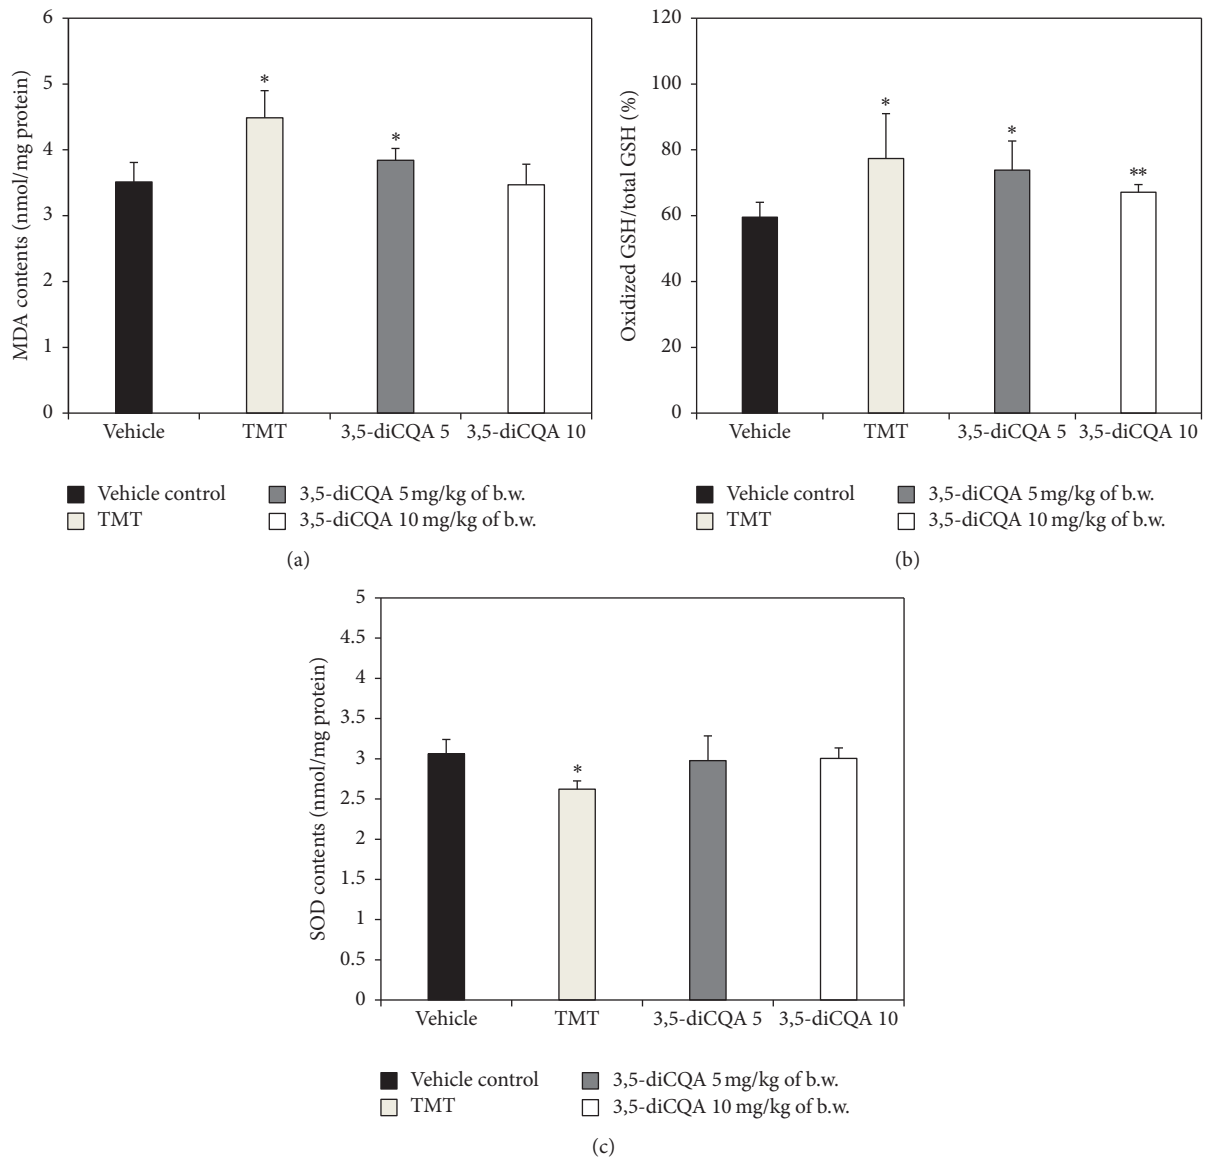 6
5
4
3
2
1
0
MDA contents (nmol/mg protein)
*
*
Vehicle TMT 3,5-diCQA 5 3,5-diCQA 10
Vehicle control 3,5-diCQA 5 mg/kg of b.w.
TMT 3,5-diCQA 10 mg/kg of b.w.
(a)
120
100
80
60
40
20
0
Oxidized GSH/total GSH (%)
*
*
**
Vehicle TMT 3,5-diCQA 5 3,5-diCQA 10
Vehicle control 3,5-diCQA 5 mg/kg of b.w.
TMT 3,5-diCQA 10 mg/kg of b.w.
(b)
5
4.5
4
3.5
3
2.5
2
1.5
1
0.5
0
SOD contents (nmol/mg protein)
*
Vehicle TMT 3,5-diCQA 5 3,5-diCQA 10
Vehicle control 3,5-diCQA 5 mg/kg of b.w.
TMT 3,5-diCQA 10 mg/kg of b.w.
(c)